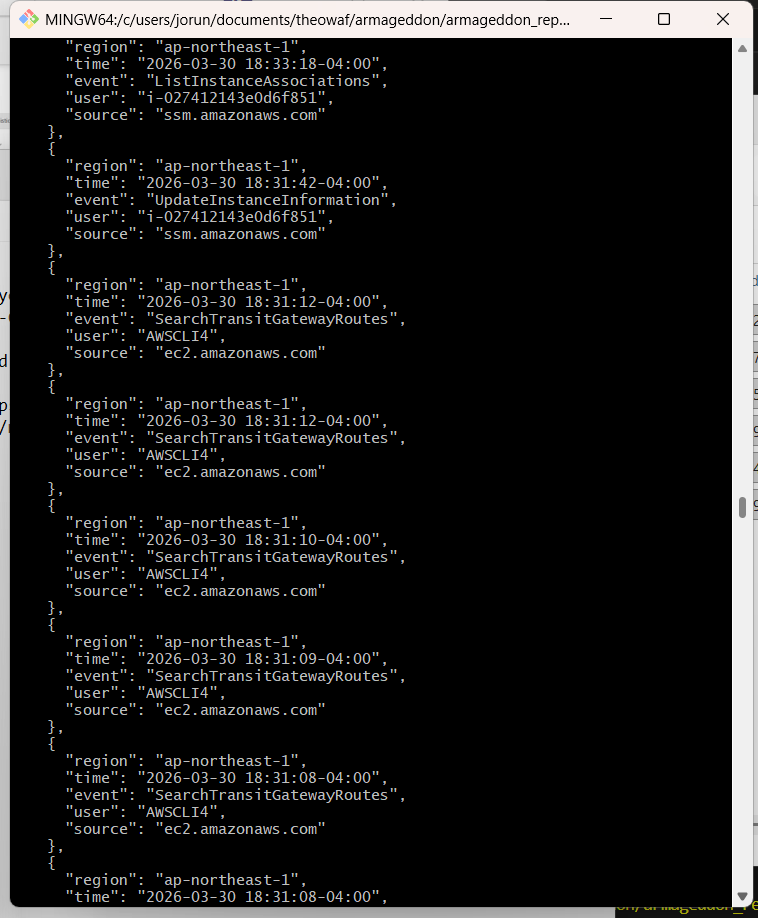 MINGW64:/c/users/jorun/documents/theowaf/armageddon/armageddon_rep...
"region": "ap-northeast-1",
"time": "2026-03-30 18:33:18-04:00",
"event": "ListInstanceAssociations",
"user": "i-027412143e0d6f851",
"source": "ssm.amazonaws.com"
},
{
"region": "ap-northeast-1",
"time": "2026-03-30 18:31:42-04:00",
"event": "UpdateInstanceInformation",
"user": "i-027412143e0d6f851",
"source": "ssm.amazonaws.com"
},
{
"region": "ap-northeast-1",
"time": "2026-03-30 18:31:12-04:00",
"event": "SearchTransitGatewayRoutes",
"user": "AWSCLI4",
"source": "ec2.amazonaws.com"
},
{
"region": "ap-northeast-1",
"time": "2026-03-30 18:31:12-04:00",
"event": "SearchTransitGatewayRoutes",
"user": "AWSCLI4",
"source": "ec2.amazonaws.com"
},
{
"region": "ap-northeast-1",
"time": "2026-03-30 18:31:10-04:00",
"event": "SearchTransitGatewayRoutes",
"user": "AWSCLI4",
"source": "ec2.amazonaws.com"
},
{
"region": "ap-northeast-1",
"time": "2026-03-30 18:31:09-04:00",
"event": "SearchTransitGatewayRoutes",
"user": "AWSCLI4",
"source": "ec2.amazonaws.com"
},
{
"region": "ap-northeast-1",
"time": "2026-03-30 18:31:08-04:00",
"event": "SearchTransitGatewayRoutes",
"user": "AWSCLI4",
"source": "ec2.amazonaws.com"
},
{
"region": "ap-northeast-1",
"time": "2026-03-30 18:31:08-04:00",